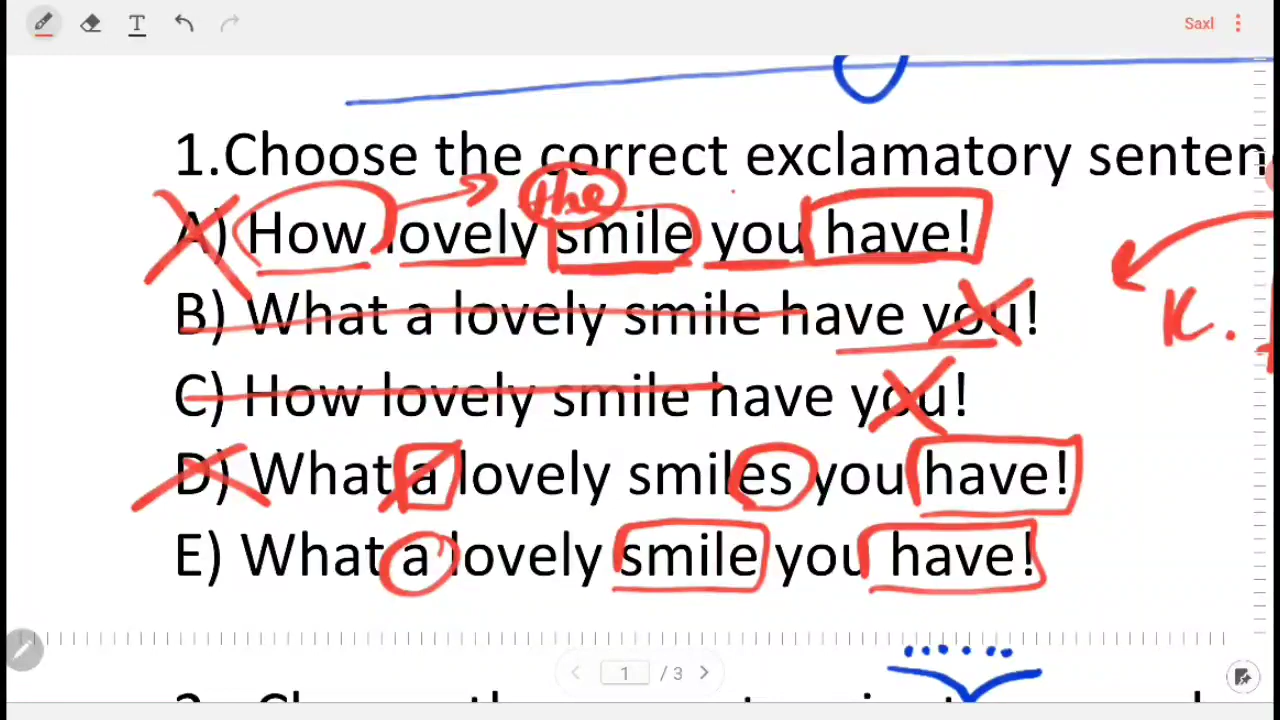 Saxl
1.Choose the correct exclamatory senten
the
A) How lovely smile you have!
B) What a lovely smile have you!
K.
C) How lovely smile have you!
D) What a lovely smiles you have!
E) What a lovely smile you have!
1 / 3